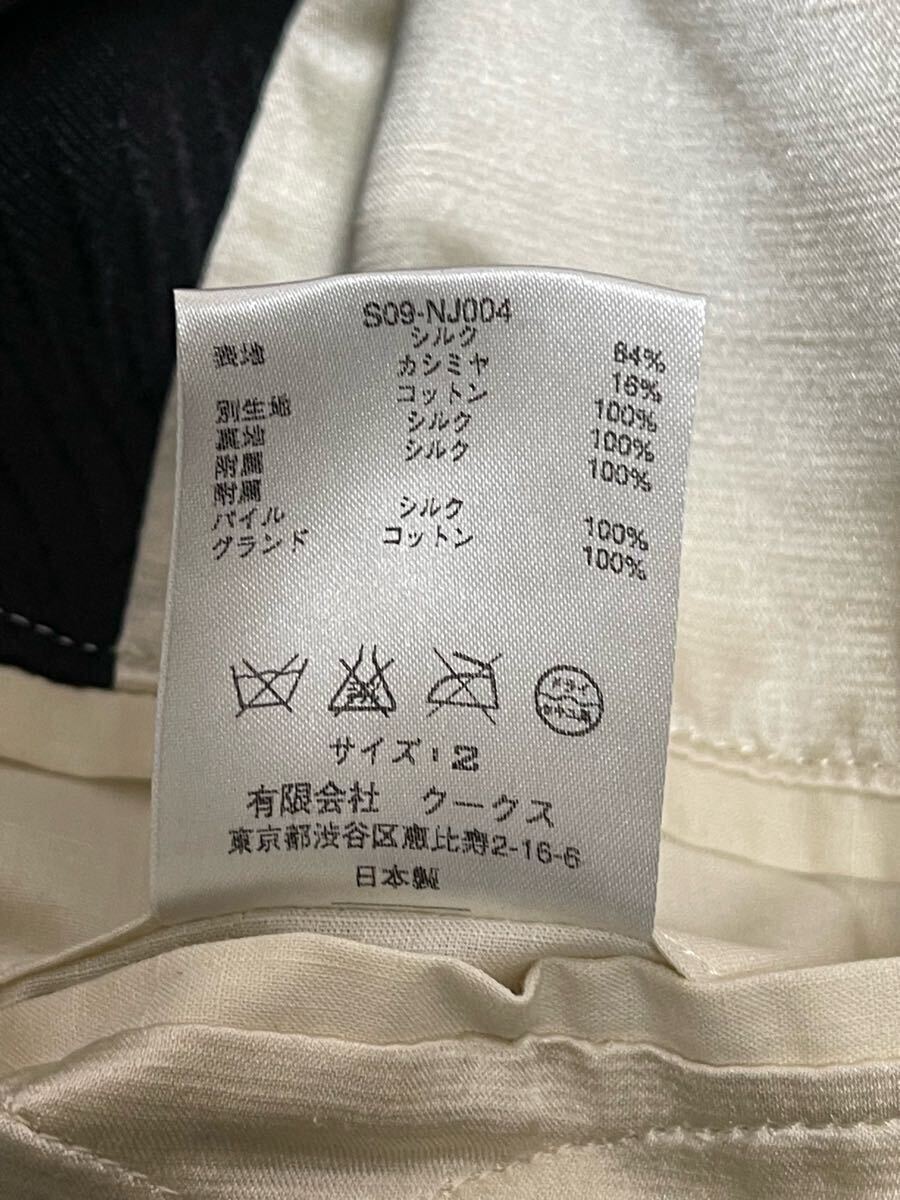 S09-NJ004
表地 シルク 84%
カシミヤ 16%
別生地 コットン 100%
裏地 シルク 100%
附属 シルク 100%
附属
パイル シルク 100%
グランド コットン 100%
ドライ
サイズ:2
有限会社 クークス
東京都渋谷区恵比寿2-16-6
日本製